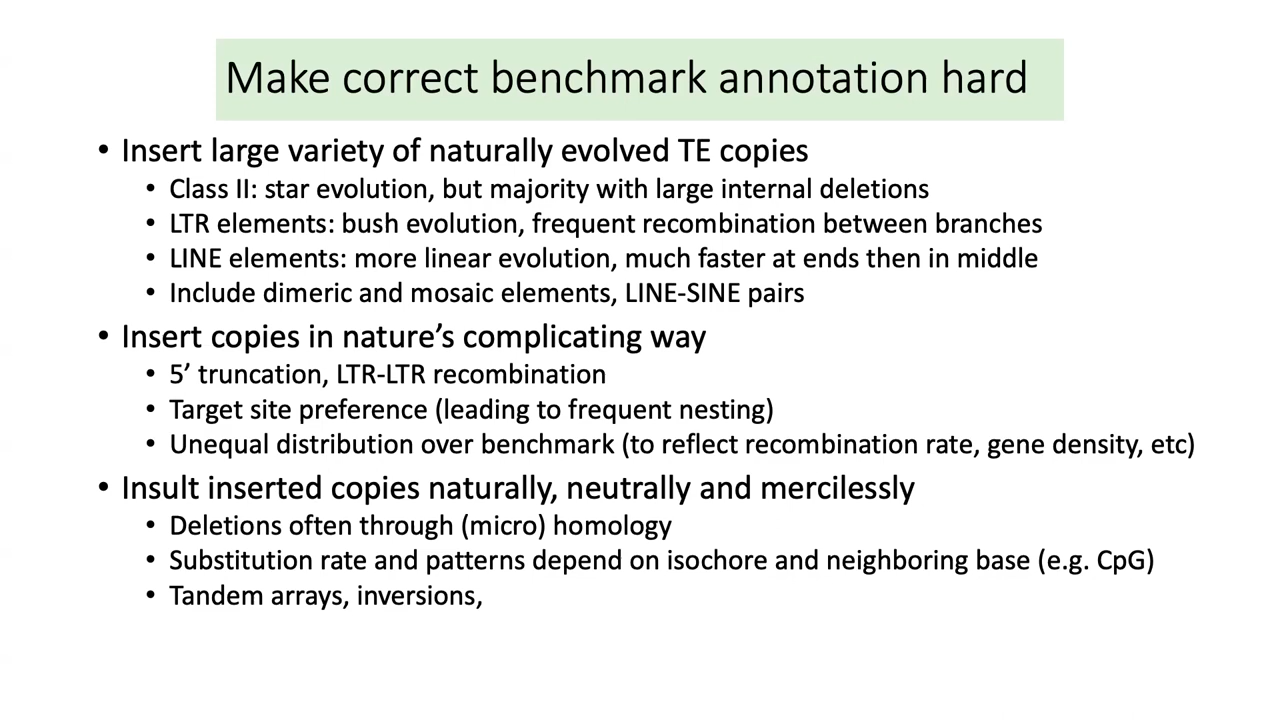 Make correct benchmark annotation hard
• Insert large variety of naturally evolved TE copies
• Class II: star evolution, but majority with large internal deletions
• LTR elements: bush evolution, frequent recombination between branches
• LINE elements: more linear evolution, much faster at ends then in middle
• Include dimeric and mosaic elements, LINE-SINE pairs
• Insert copies in nature’s complicating way
• 5’ truncation, LTR-LTR recombination
• Target site preference (leading to frequent nesting)
• Unequal distribution over benchmark (to reflect recombination rate, gene density, etc)
• Insult inserted copies naturally, neutrally and mercilessly
• Deletions often through (micro) homology
• Substitution rate and patterns depend on isochore and neighboring base (e.g. CpG)
• Tandem arrays, inversions,